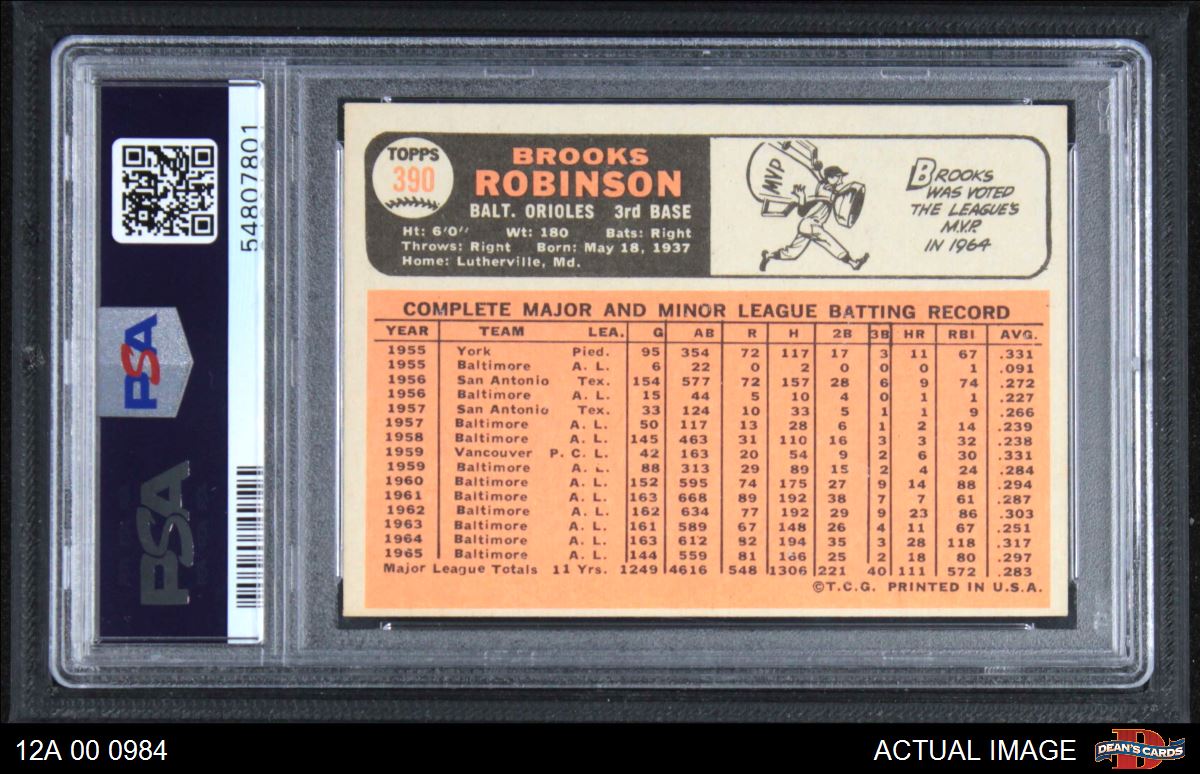 54807801
PSA
PSA
TOPPS
390
BROOKS
ROBINSON
BALT. ORIOLES 3rd BASE
Ht: 6'0" Wt: 180 Bats: Right
Throws: Right Born: May 18, 1937
Home: Lutherville, Md.
MVP
BROOKS
WAS VOTED
THE LEAGUE'S
M.V.P.
IN 1964
COMPLETE MAJOR AND MINOR LEAGUE BATTING RECORD
YEAR TEAM LEA. G AB R H 2B 3B HR RBI AVG.
1955 York Pied. 95 354 72 117 17 3 11 67 .331
1955 Baltimore A. L. 6 22 0 2 0 0 0 1 .091
1956 San Antonio Tex. 154 577 72 157 28 6 9 74 .272
1956 Baltimore A. L. 15 44 5 10 4 0 1 1 .227
1957 San Antonio Tex. 33 124 10 33 5 1 1 9 .266
1957 Baltimore A. L. 50 117 13 28 6 1 2 14 .239
1958 Baltimore A. L. 145 463 31 110 16 3 3 32 .238
1959 Vancouver P. C. L. 42 163 20 54 9 2 6 30 .331
1959 Baltimore A. L. 88 313 29 89 15 2 4 24 .284
1960 Baltimore A. L. 152 595 74 175 27 9 14 88 .294
1961 Baltimore A. L. 163 668 89 192 38 7 7 61 .287
1962 Baltimore A. L. 162 634 77 192 29 9 23 86 .303
1963 Baltimore A. L. 161 589 67 148 26 4 11 67 .251
1964 Baltimore A. L. 163 612 82 194 35 3 28 118 .317
1965 Baltimore A. L. 144 559 81 166 25 2 18 80 .297
Major League Totals 11 Yrs. 1249 4616 548 1306 221 40 111 572 .283
©T.C.G. PRINTED IN U.S.A.
12A 00 0984
ACTUAL IMAGE
DEAN'S CARDS